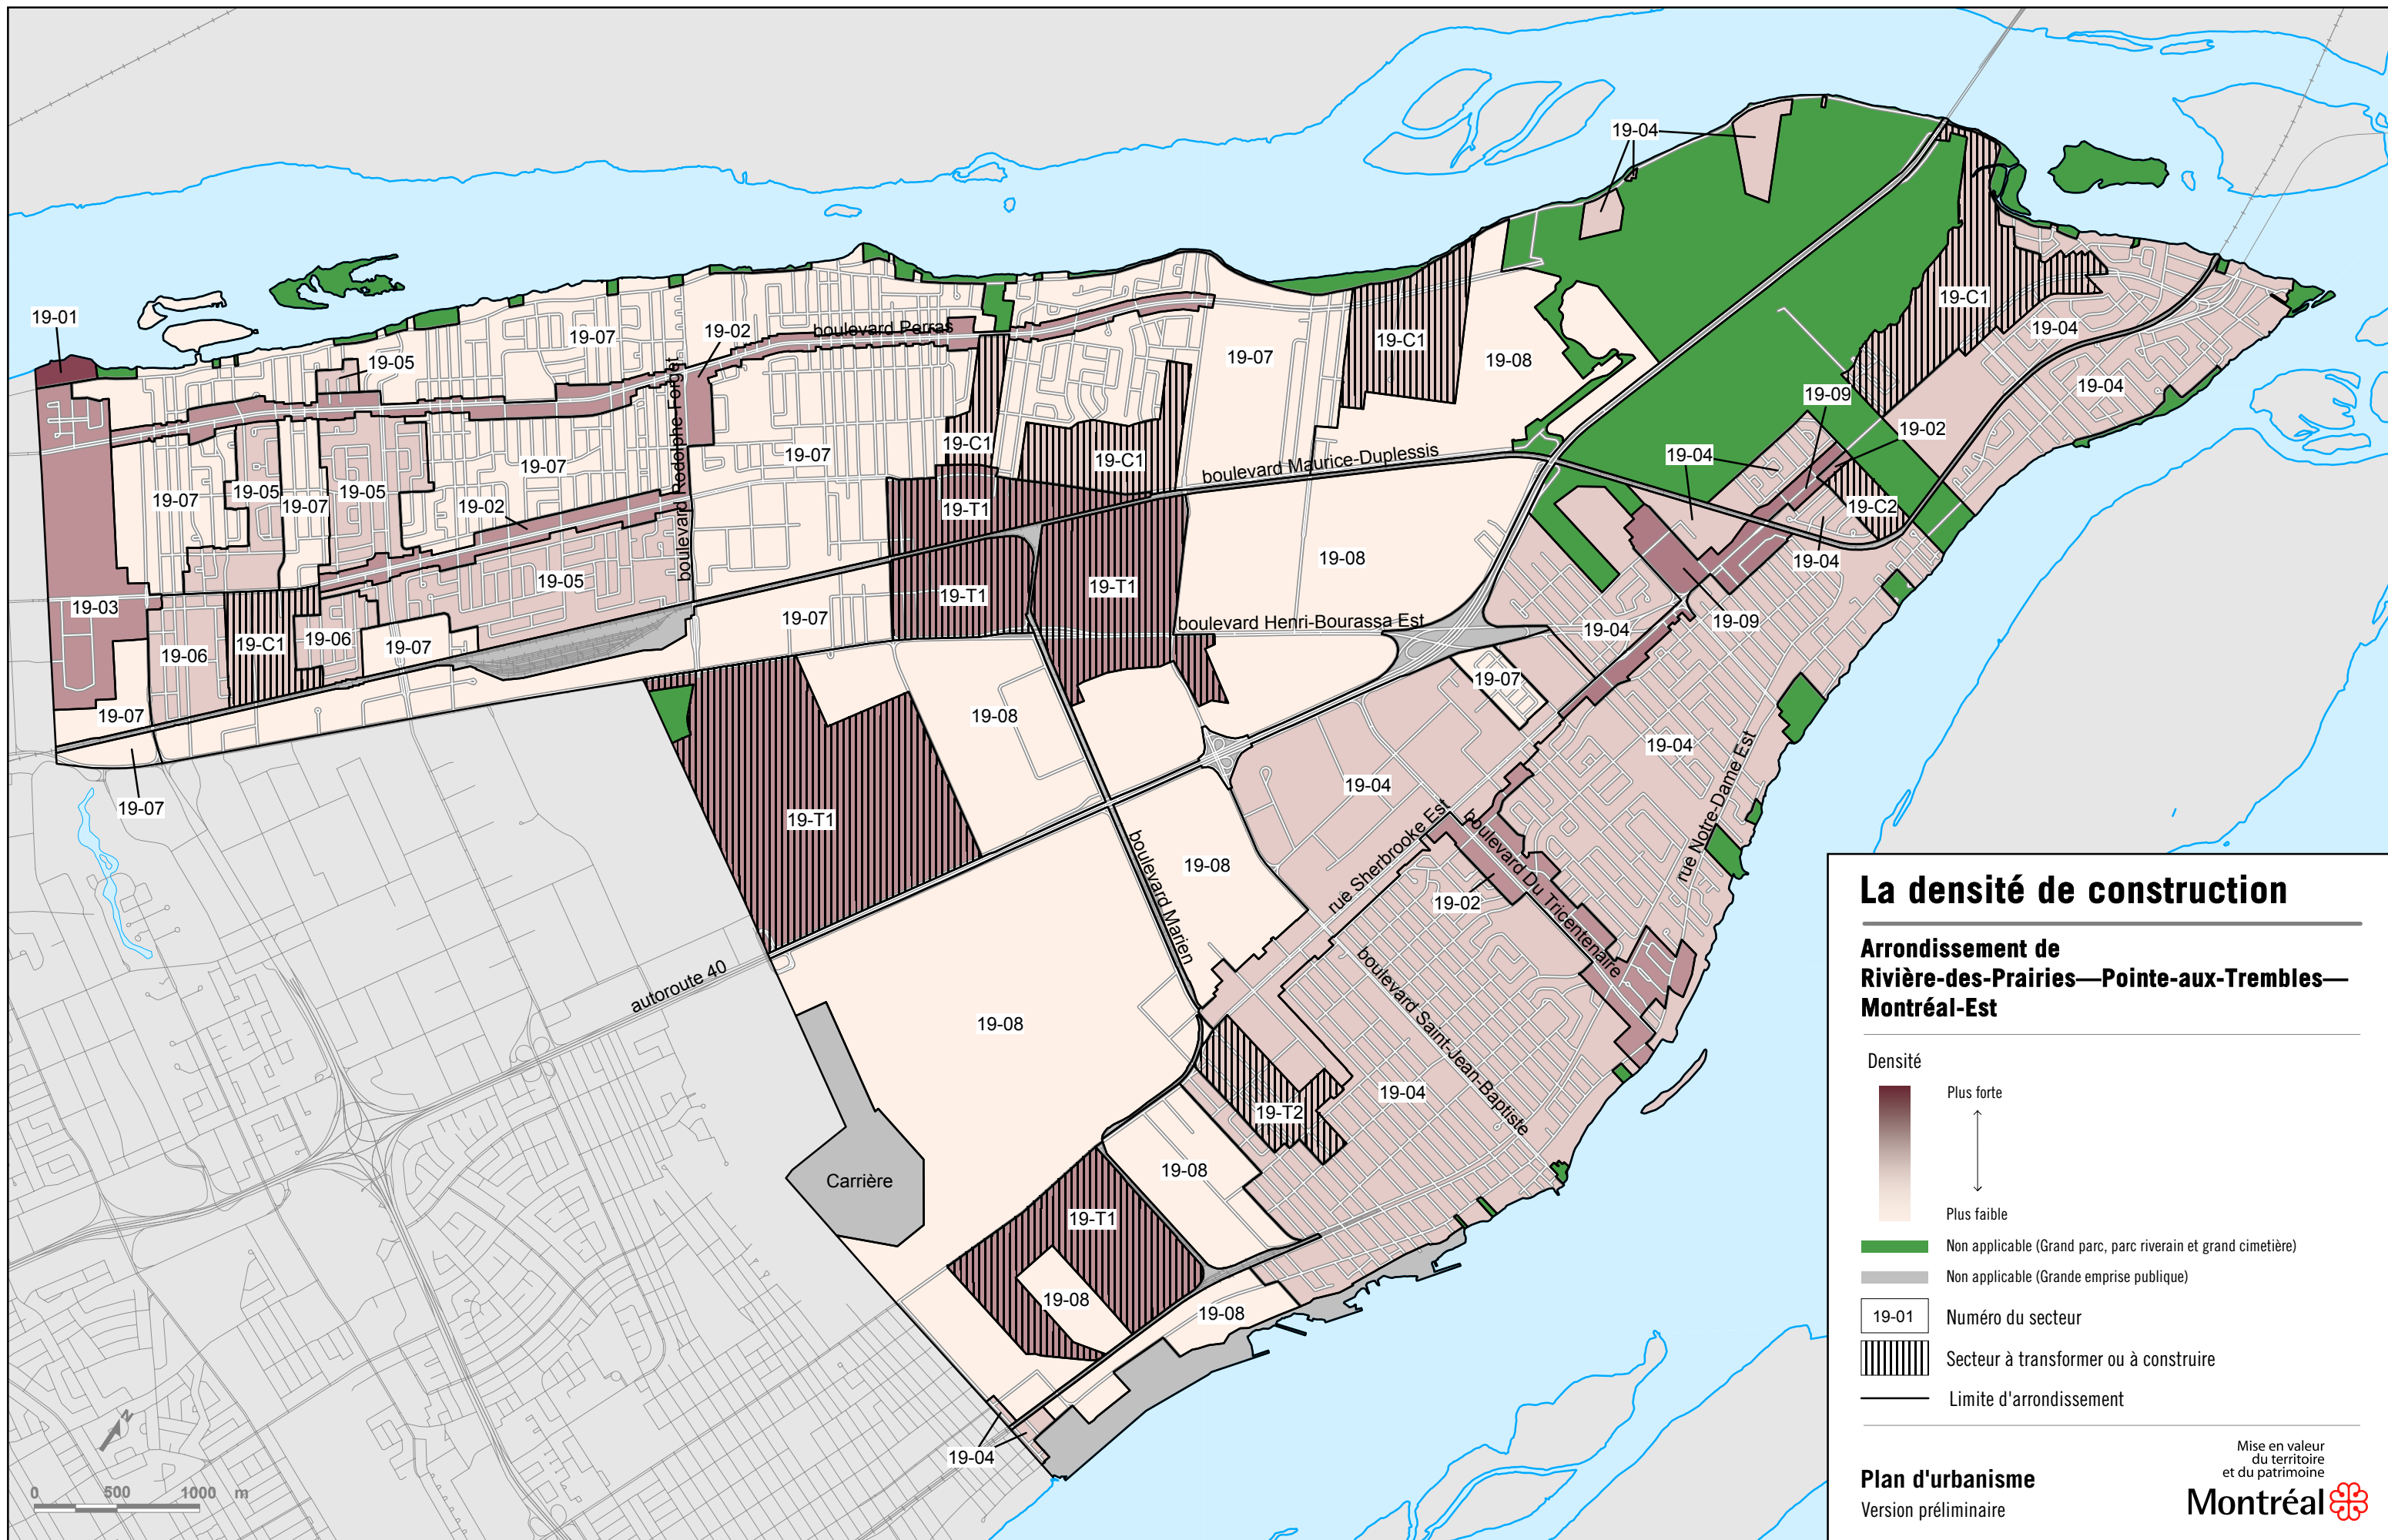 19-04
19-01
19-07
19-02
boulevard Perras
19-05
19-07
19-C1
19-08
19-C1
19-04
19-04
19-09
19-02
19-04
19-C2
19-04
boulevard Rodolphe Forget
19-07
19-07
19-C1
19-C1
boulevard Maurice-Duplessis
19-07
19-05
19-07
19-05
19-02
19-T1
19-08
19-05
19-T1
19-T1
19-03
19-07
boulevard Henri-Bourassa Est
19-04
19-09
19-06
19-C1
19-06
19-07
19-07
19-07
19-08
19-04
19-07
19-T1
19-04
19-08
boulevard Marien
rue Sherbrooke Est
boulevard Du Tricentenaire
rue Notre-Dame Est
19-02
autoroute 40
boulevard Saint-Jean-Baptiste
19-08
19-04
19-T2
19-08
Carrière
19-T1
19-08
19-08
19-04
N
0 500 1000 m
La densité de construction
Arrondissement de
Rivière-des-Prairies—Pointe-aux-Trembles—
Montréal-Est
Densité
Plus forte
Plus faible
Non applicable (Grand parc, parc riverain et grand cimetière)
Non applicable (Grande emprise publique)
19-01 Numéro du secteur
Secteur à transformer ou à construire
Limite d'arrondissement
Plan d'urbanisme
Version préliminaire
Mise en valeur
du territoire
et du patrimoine
Montréal